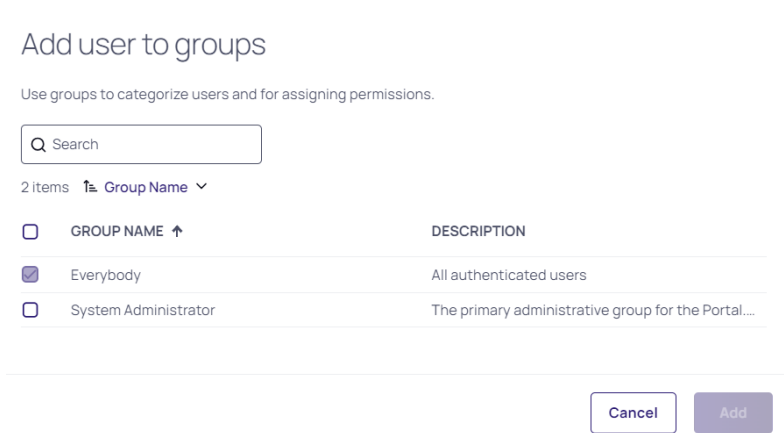 Add user to groups
Use groups to categorize users and for assigning permissions.
Search
2 items Group Name
GROUP NAME DESCRIPTION
Everybody All authenticated users
System Administrator The primary administrative group for the Portal....
Cancel Add